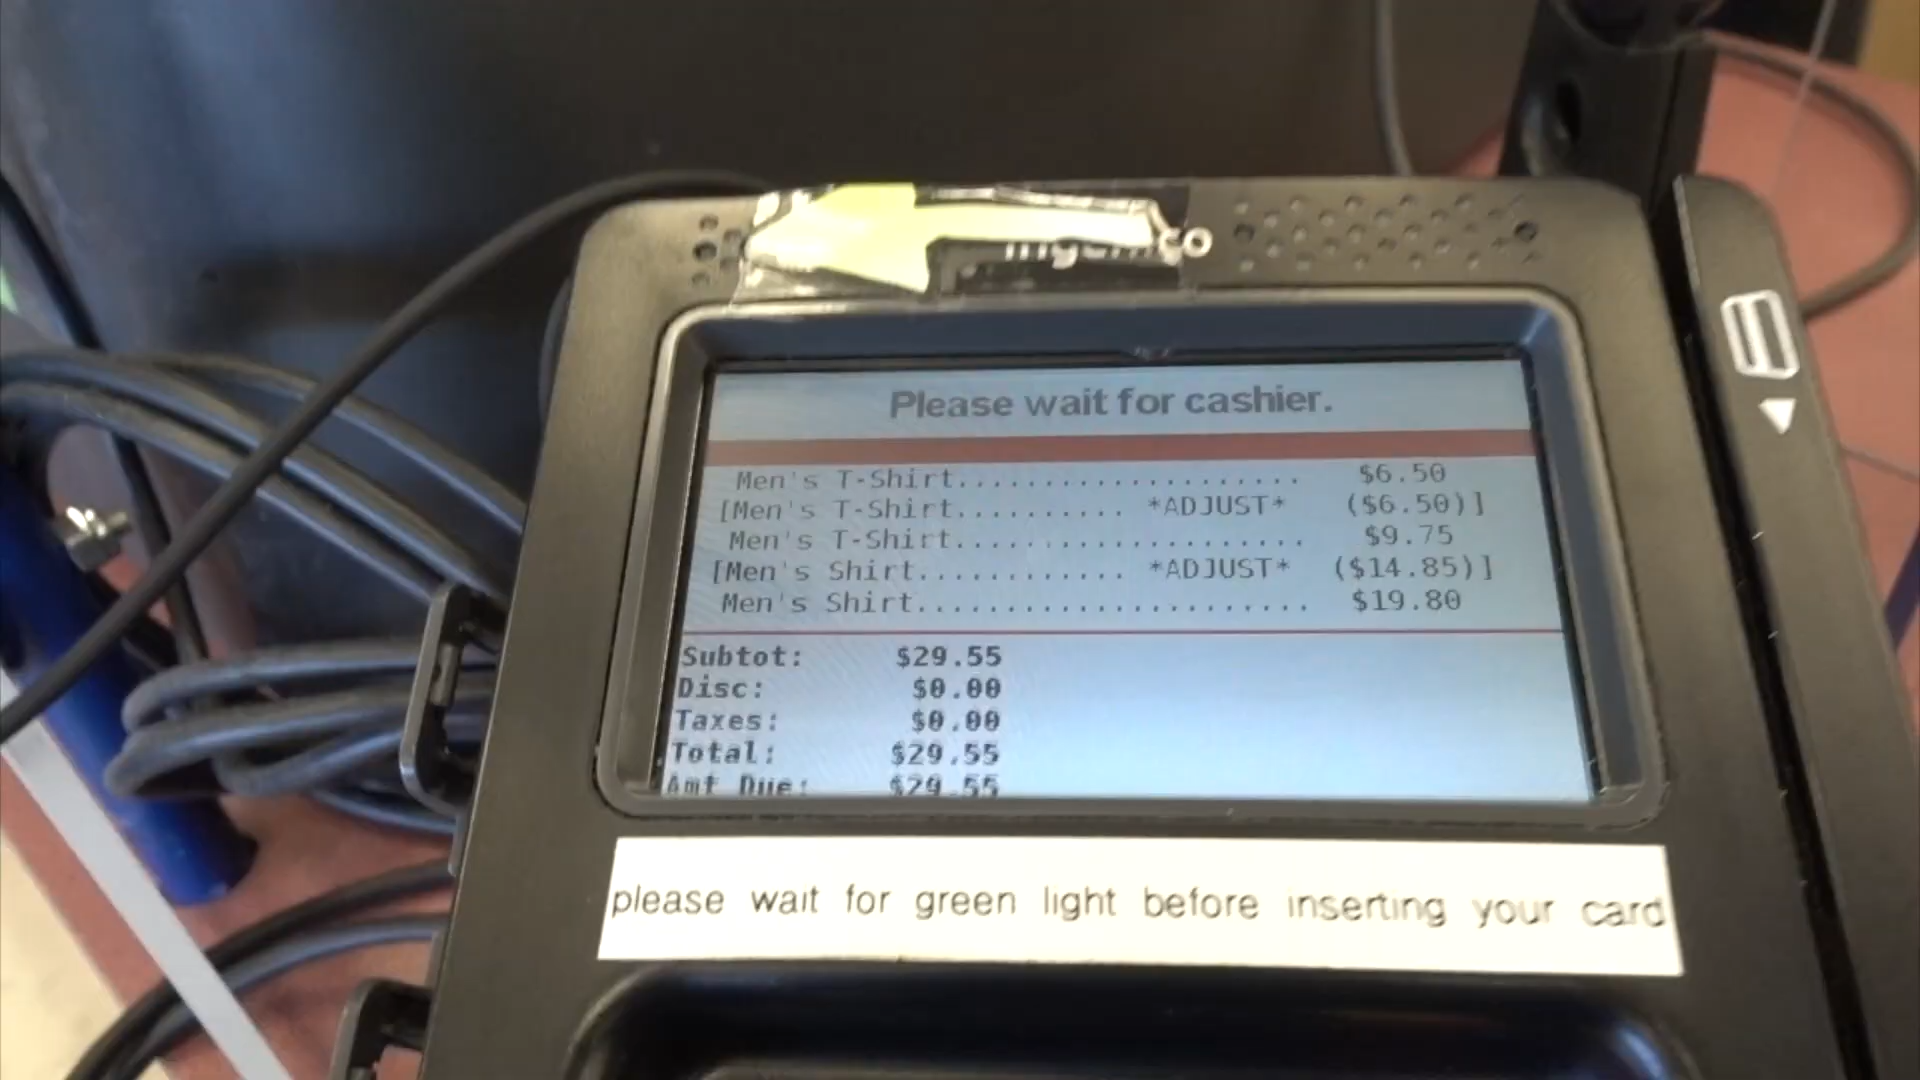 Please wait for cashier.
Men's T-Shirt..................... $6.50
[Men's T-Shirt.......... *ADJUST* ($6.50)]
Men's T-Shirt..................... $9.75
[Men's Shirt............ *ADJUST* ($14.85)]
Men's Shirt....................... $19.80
Subtot: $29.55
Disc: $0.00
Taxes: $0.00
Total: $29.55
Amt Due: $29.55
please wait for green light before inserting your card